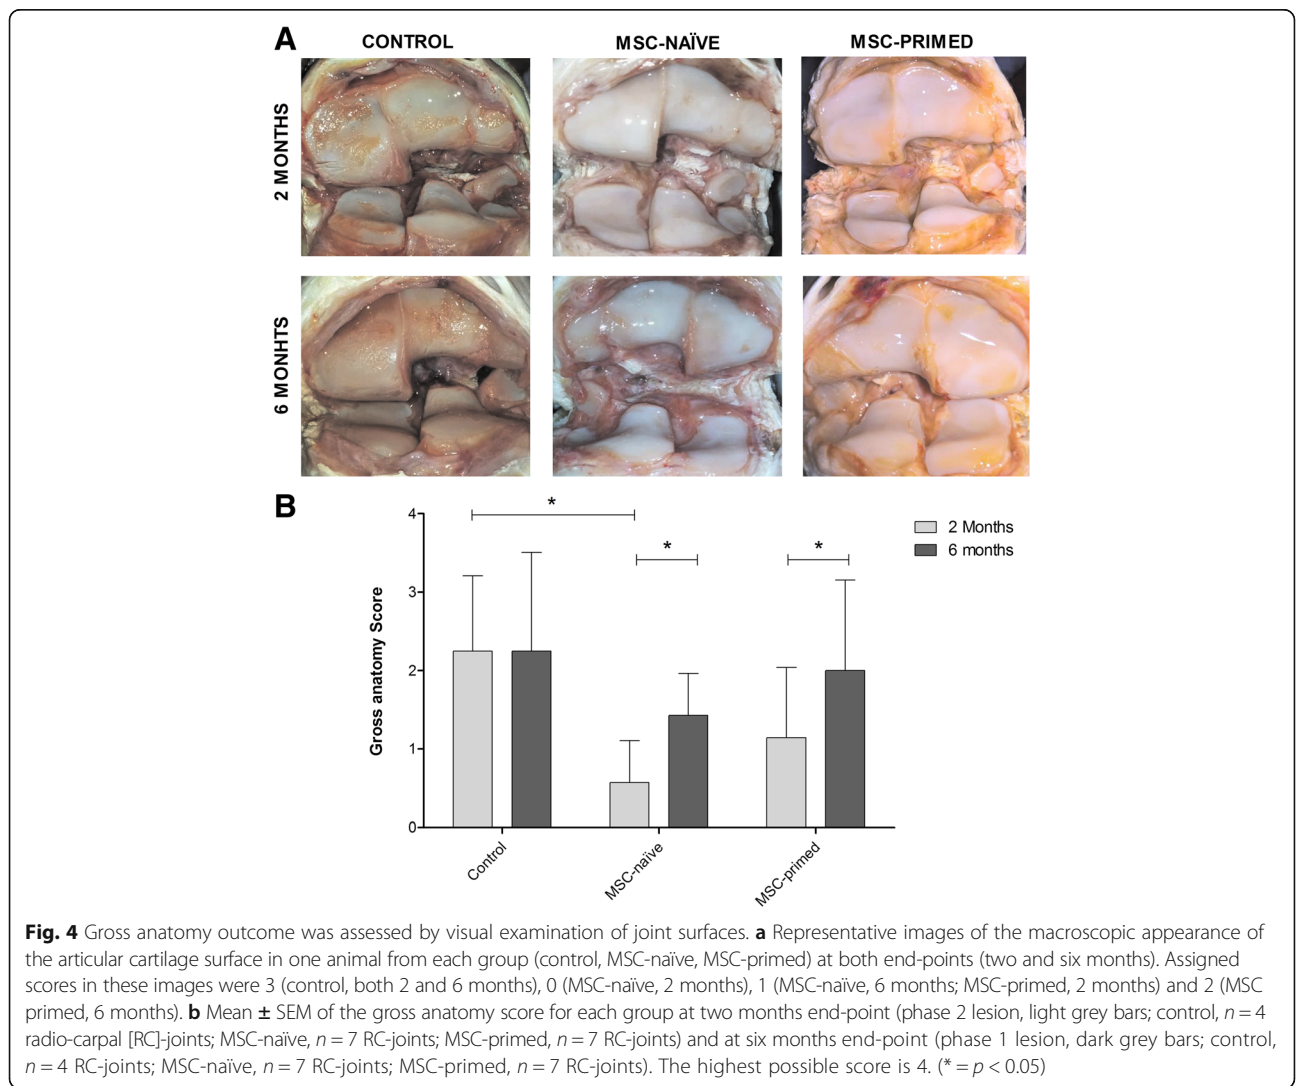 A
CONTROL
MSC-NAÏVE
MSC-PRIMED
2 MONTHS
6 MONHTS
B
*
*
*
4
3
2
1
0
Gross anatomy Score
2 Months
6 months
Control
MSC-naïve
MSC-primed
Fig. 4 Gross anatomy outcome was assessed by visual examination of joint surfaces. a Representative images of the macroscopic appearance of
the articular cartilage surface in one animal from each group (control, MSC-naïve, MSC-primed) at both end-points (two and six months). Assigned
scores in these images were 3 (control, both 2 and 6 months), 0 (MSC-naïve, 2 months), 1 (MSC-naïve, 6 months; MSC-primed, 2 months) and 2 (MSC
primed, 6 months). b Mean ± SEM of the gross anatomy score for each group at two months end-point (phase 2 lesion, light grey bars; control, n = 4
radio-carpal [RC]-joints; MSC-naïve, n = 7 RC-joints; MSC-primed, n = 7 RC-joints) and at six months end-point (phase 1 lesion, dark grey bars; control,
n = 4 RC-joints; MSC-naïve, n = 7 RC-joints; MSC-primed, n = 7 RC-joints). The highest possible score is 4. (* = p < 0.05)